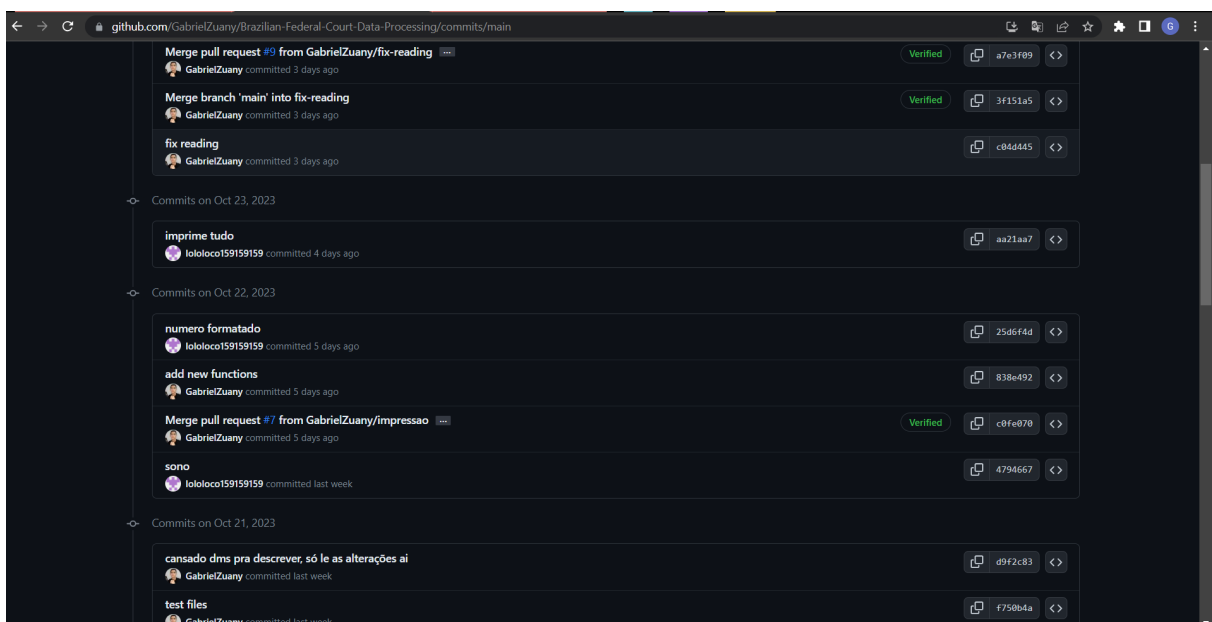 github.com/GabrielZuany/Brazilian-Federal-Court-Data-Processing/commits/main
G
Merge pull request #9 from GabrielZuany/fix-reading ...
Verified
a7e3f09
GabrielZuany committed 3 days ago
Merge branch 'main' into fix-reading
Verified
3f151a5
GabrielZuany committed 3 days ago
fix reading
c04d445
GabrielZuany committed 3 days ago
Commits on Oct 23, 2023
imprime tudo
aa21aa7
lololoco159159159 committed 4 days ago
Commits on Oct 22, 2023
numero formatado
25d6f4d
lololoco159159159 committed 5 days ago
add new functions
838e492
GabrielZuany committed 5 days ago
Merge pull request #7 from GabrielZuany/impressao ...
Verified
c0fe070
GabrielZuany committed 5 days ago
sono
4794667
lololoco159159159 committed last week
Commits on Oct 21, 2023
cansado dms pra descrever, só le as alterações ai
d9f2c83
GabrielZuany committed last week
test files
f750b4a
GabrielZuany committed last week